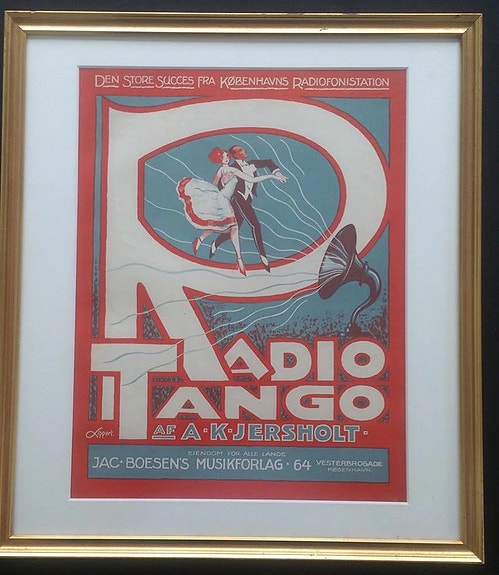 DEN STORE SUCCES FRA KØBENHAVNS RADIOFONISTATION
RADIO
TANGO
AF A·K·JERSHOLT·
EJENDOM FOR ALLE LANDE
JAC·BOESEN'S MUSIKFORLAG·64 VESTERBROGADE
KØBENHAVN